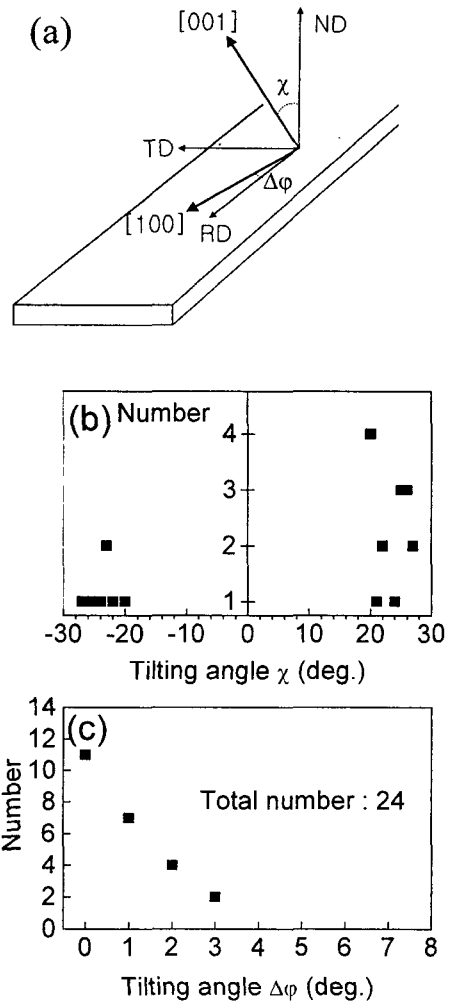 (a)
[001]
ND
χ
TD
Δφ
[100]
RD
(b) Number
4
3
2
1
-30 -20 -10 0 10 20 30
Tilting angle χ (deg.)
(c)
14
12
10
8
6
4
2
0
Number
Total number : 24
0 1 2 3 4 5 6 7 8
Tilting angle Δφ (deg.)